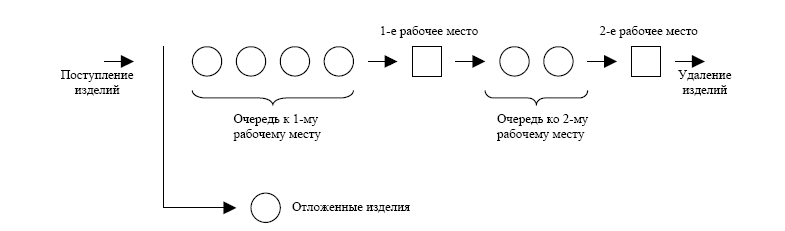 1-е рабочее место
2-е рабочее место
Поступление
изделий
Удаление
изделий
Очередь к 1-му
рабочему месту
Очередь ко 2-му
рабочему месту
Отложенные изделия